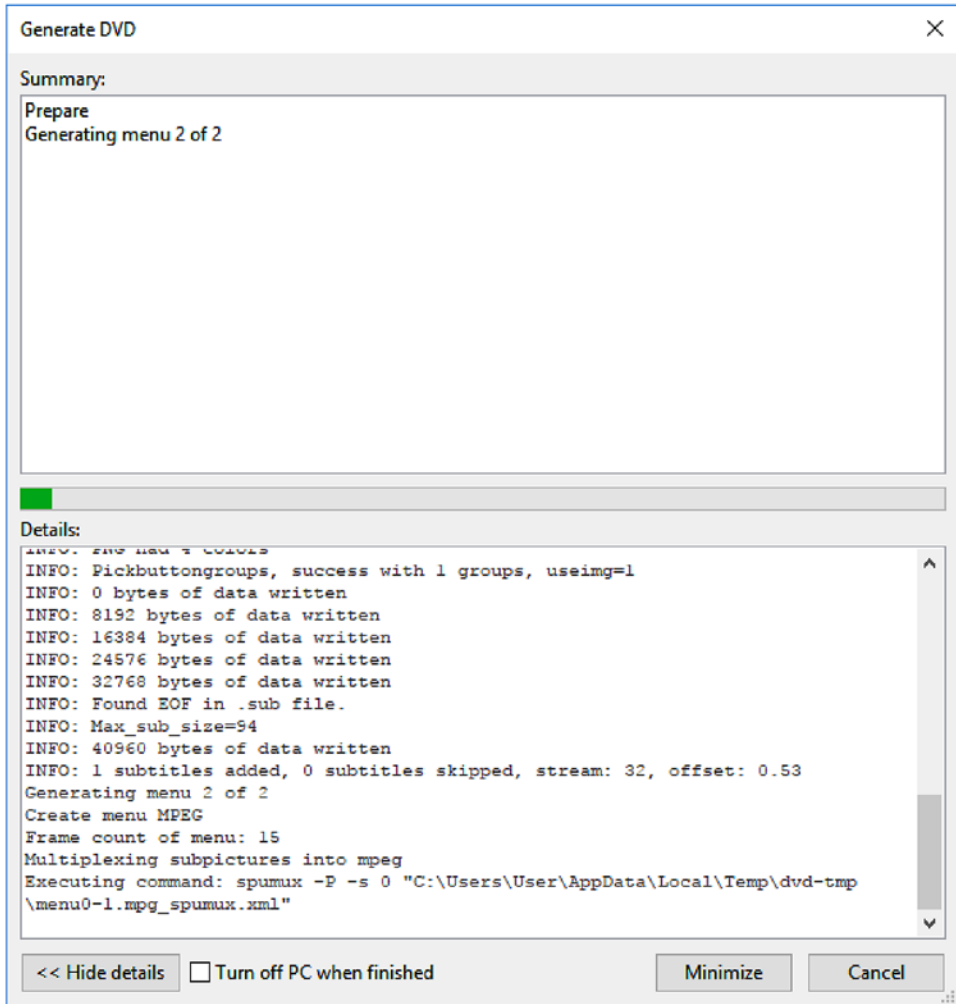 Generate DVD
Summary:
Prepare
Generating menu 2 of 2
Details:
INFO: PNG had 4 colors
INFO: Pickbuttongroups, success with 1 groups, useimg=1
INFO: 0 bytes of data written
INFO: 8192 bytes of data written
INFO: 16384 bytes of data written
INFO: 24576 bytes of data written
INFO: 32768 bytes of data written
INFO: Found EOF in .sub file.
INFO: Max_sub_size=94
INFO: 40960 bytes of data written
INFO: 1 subtitles added, 0 subtitles skipped, stream: 32, offset: 0.53
Generating menu 2 of 2
Create menu MPEG
Frame count of menu: 15
Multiplexing subpictures into mpeg
Executing command: spumux -P -s 0 "C:\Users\User\AppData\Local\Temp\dvd-tmp
\menu0-1.mpg_spumux.xml"
<< Hide details
Turn off PC when finished
Minimize
Cancel